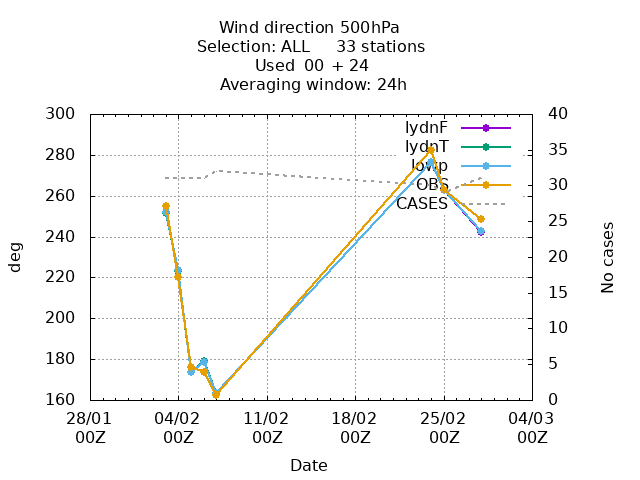 Wind direction 500hPa
Selection: ALL 33 stations
Used 00 + 24
Averaging window: 24h
300 40
lydnF
280 35
lydnT
lowp
260 30
OBS
CASES
240 25
220 20
200 15
10
180 5
160 0
deg
No cases
28/01 04/02 11/02 18/02 25/02 04/03
00Z 00Z 00Z 00Z 00Z 00Z
Date